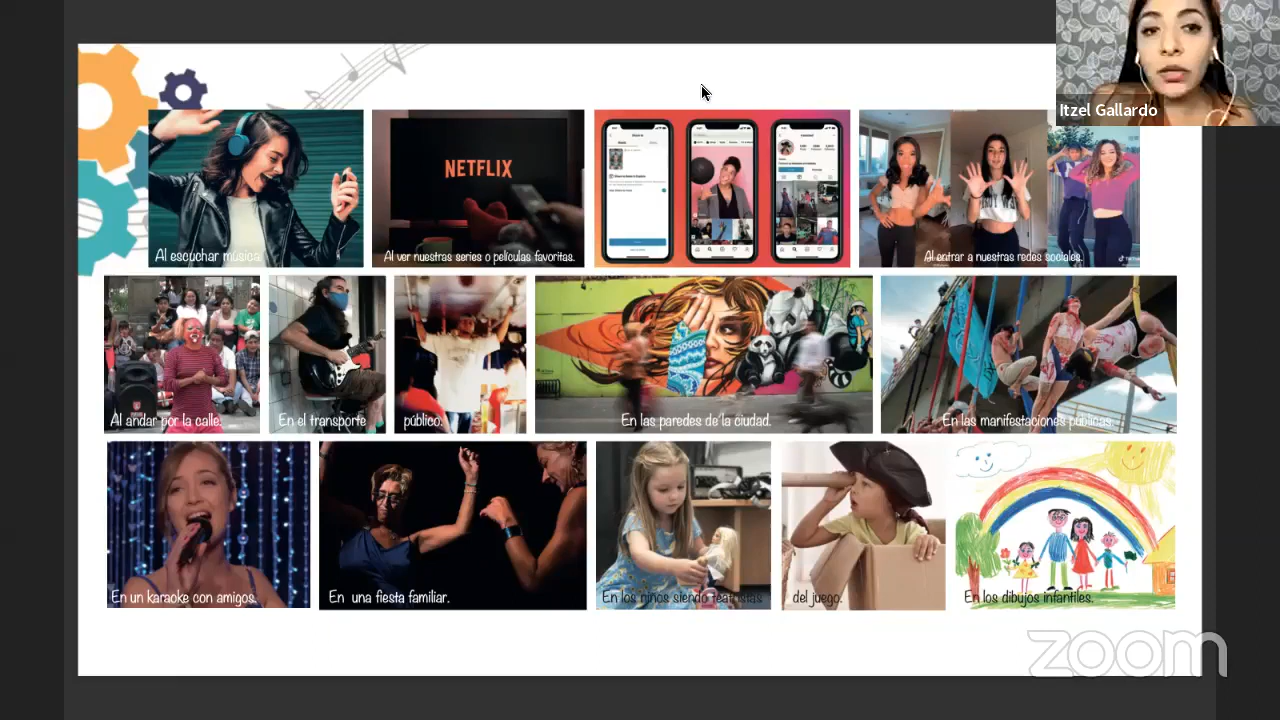 Itzel Gallardo
NETFLIX
Al escuchar música.
Al ver nuestras series o películas favoritas.
Al entrar a nuestras redes sociales.
TikTok
Al andar por la calle.
En el transporte
público.
En las paredes de la ciudad.
En las manifestaciones públicas.
En un karaoke con amigos.
En una fiesta familiar.
En los niños siendo teatristas
del juego.
En los dibujos infantiles.
zoom